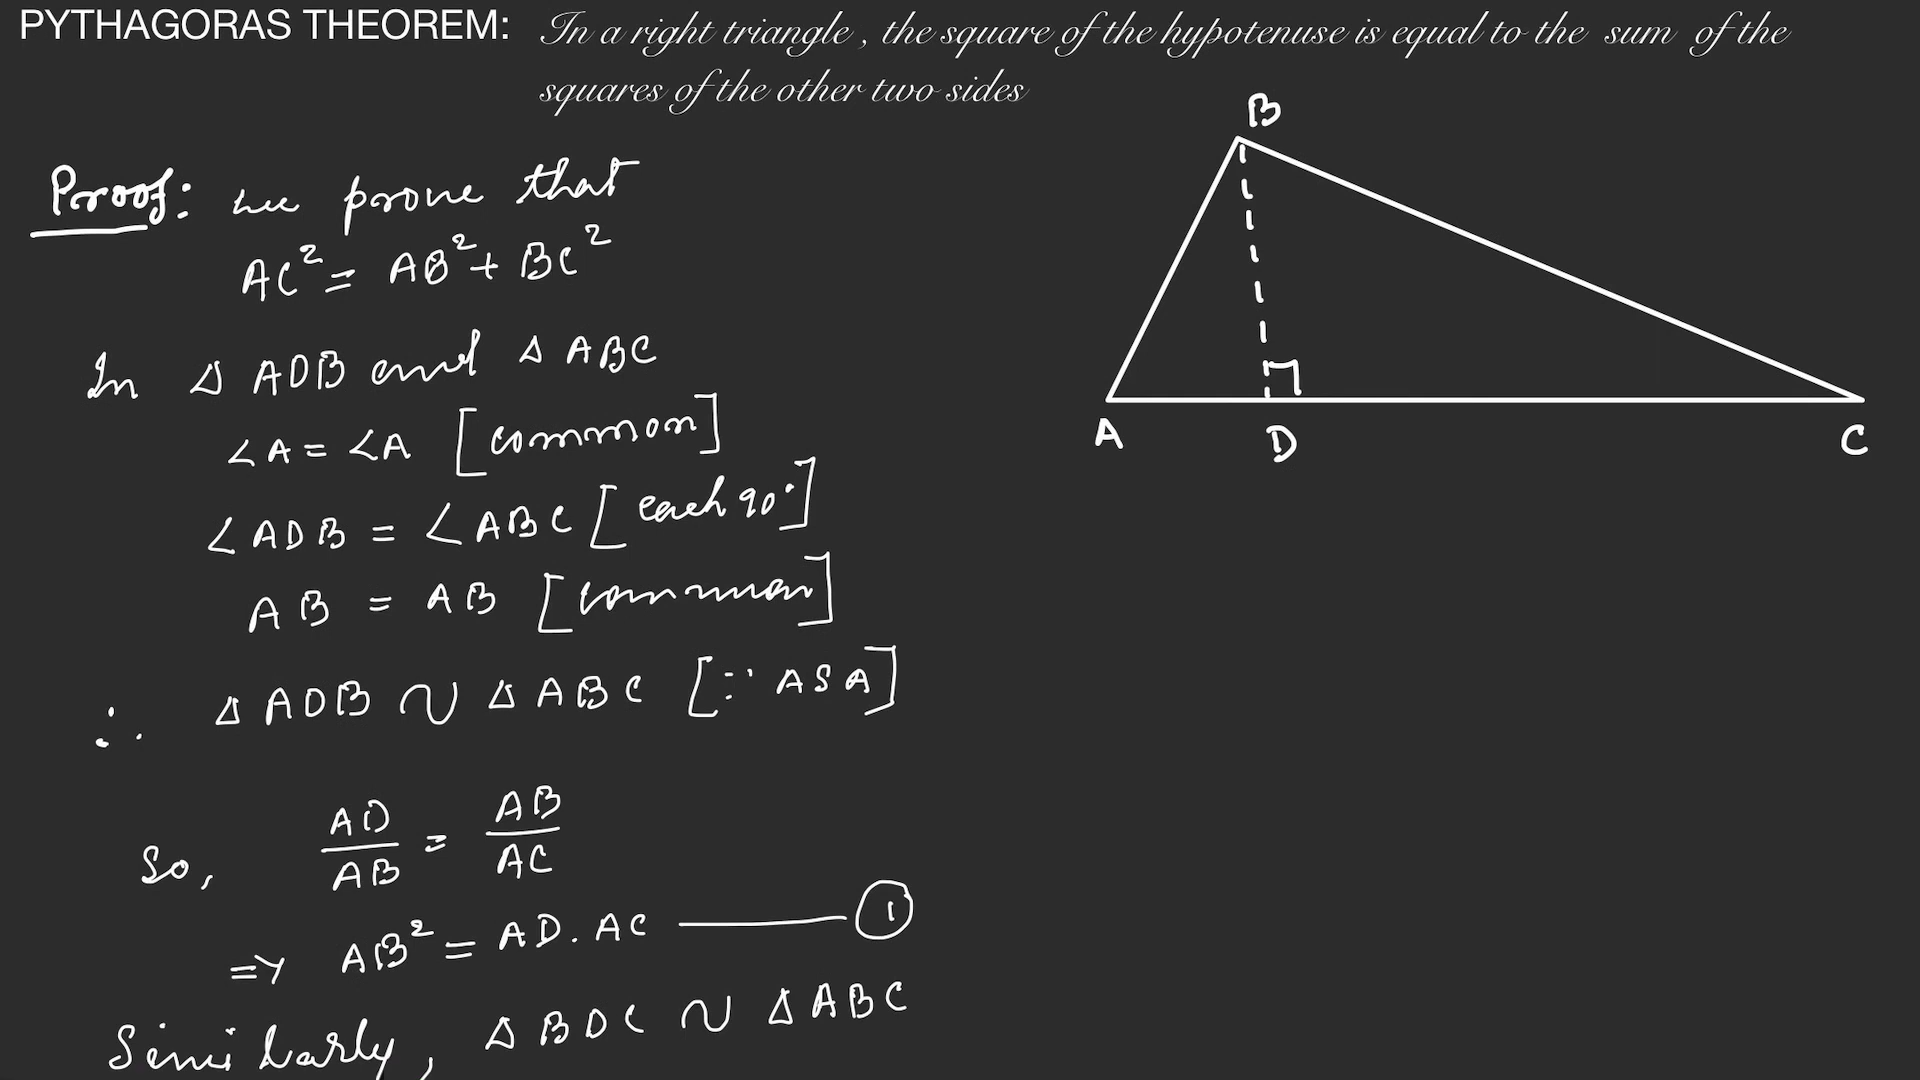 PYTHAGORAS THEOREM: In a right triangle, the square of the hypotenuse is equal to the sum of the
squares of the other two sides
Proof: we prove that
AC² = AB² + BC²
In △ ADB and △ ABC
∠A = ∠A [common]
∠ADB = ∠ABC [each 90°]
AB = AB [common]
∴ △ ADB ~ △ ABC [∵ ASA]
So, AD/AB = AB/AC
=> AB² = AD. AC ——— ①
Similarly, △ BDC ~ △ ABC
B
A
D
C